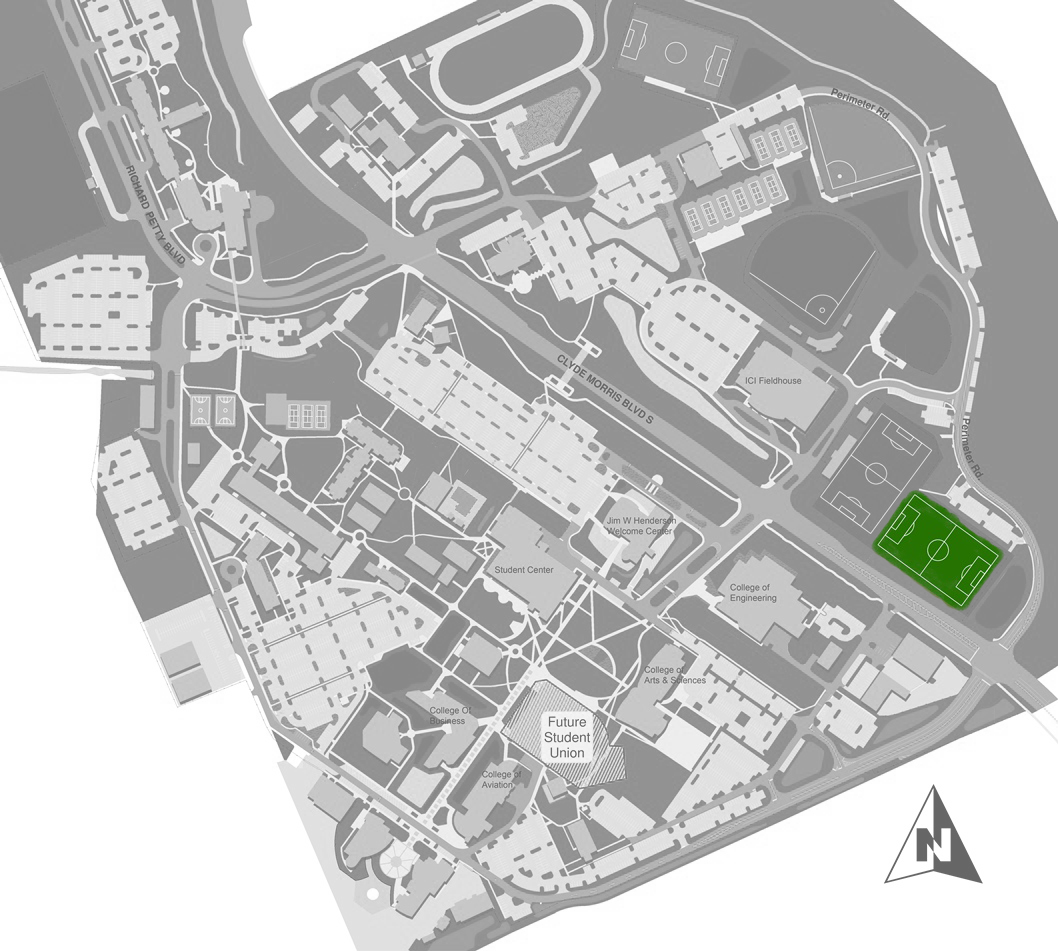 Perimeter Rd.
RICHARD PETTY BLVD
CLYDE MORRIS BLVD S
ICI Fieldhouse
Perimeter Rd
Jim W Henderson
Welcome Center
Student Center
College of
Engineering
College of
Arts & Sciences
College Of
Business
Future
Student
Union
College of
Aviation
N